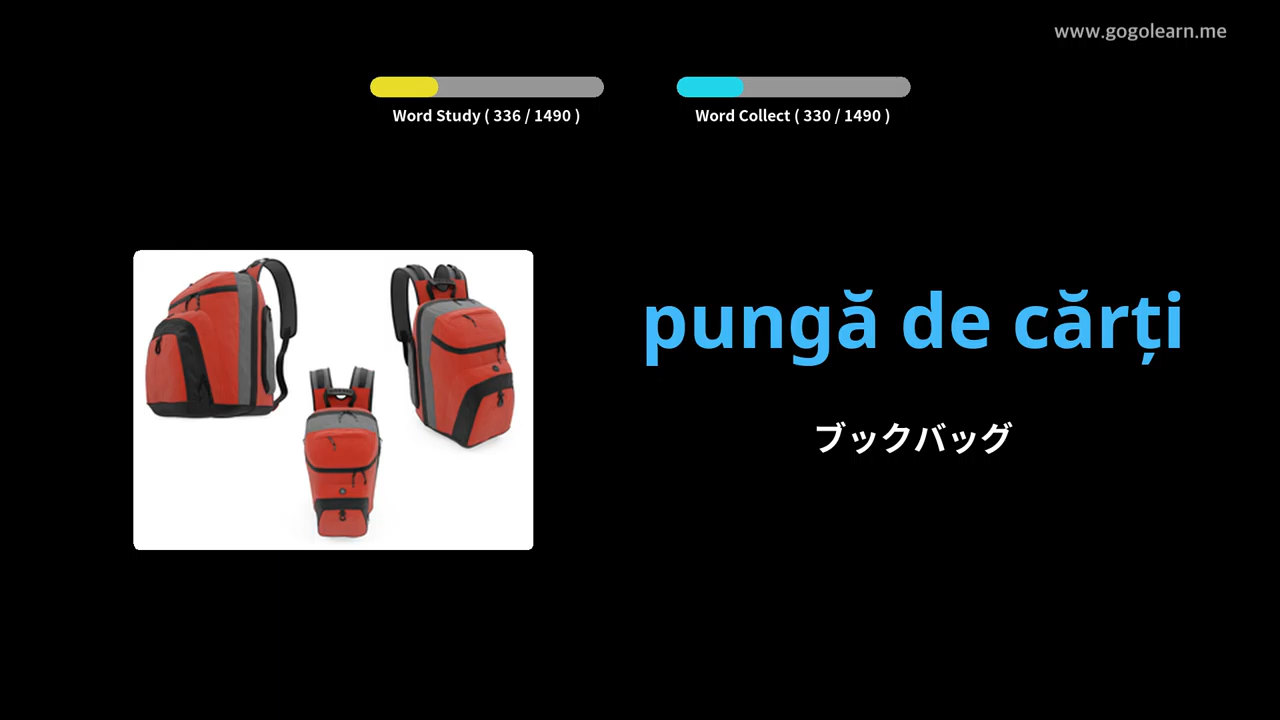 www.gogolearn.me
Word Study ( 336 / 1490 )
Word Collect ( 330 / 1490 )
pungă de cărți
ブックバッグ